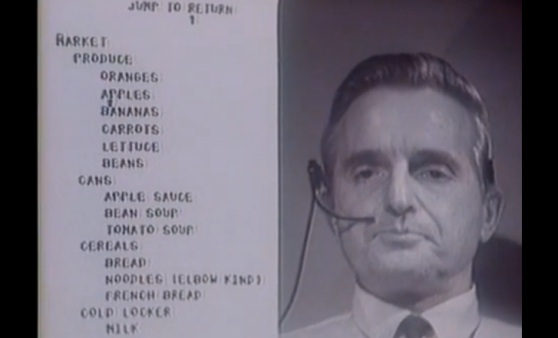 JUMP TO RETURN
1
MARKET
PRODUCE
ORANGES
APPLES
BANANAS
CARROTS
LETTUCE
BEANS
CANS
APPLE SAUCE
BEAN SOUP
TOMATO SOUP
CEREALS
BREAD
NOODLES (ELBOW KIND)
FRENCH BREAD
COLD LOCKER
MILK